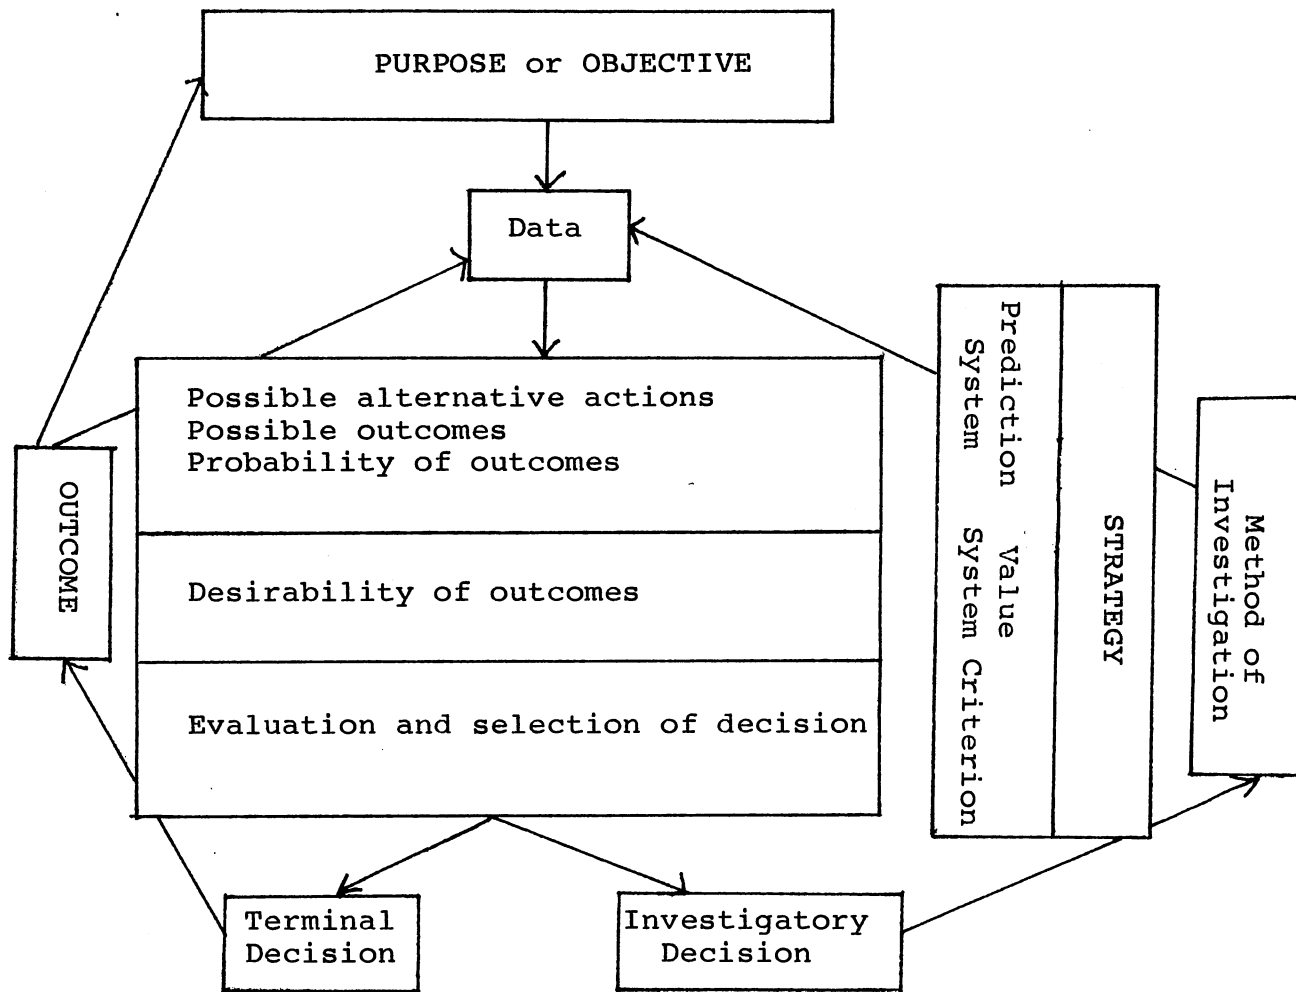 PURPOSE or OBJECTIVE
Data
Possible alternative actions
Possible outcomes
Probability of outcomes
Desirability of outcomes
Evaluation and selection of decision
OUTCOME
Prediction
System
Value
System
Criterion
STRATEGY
Method of
Investigation
Terminal
Decision
Investigatory
Decision